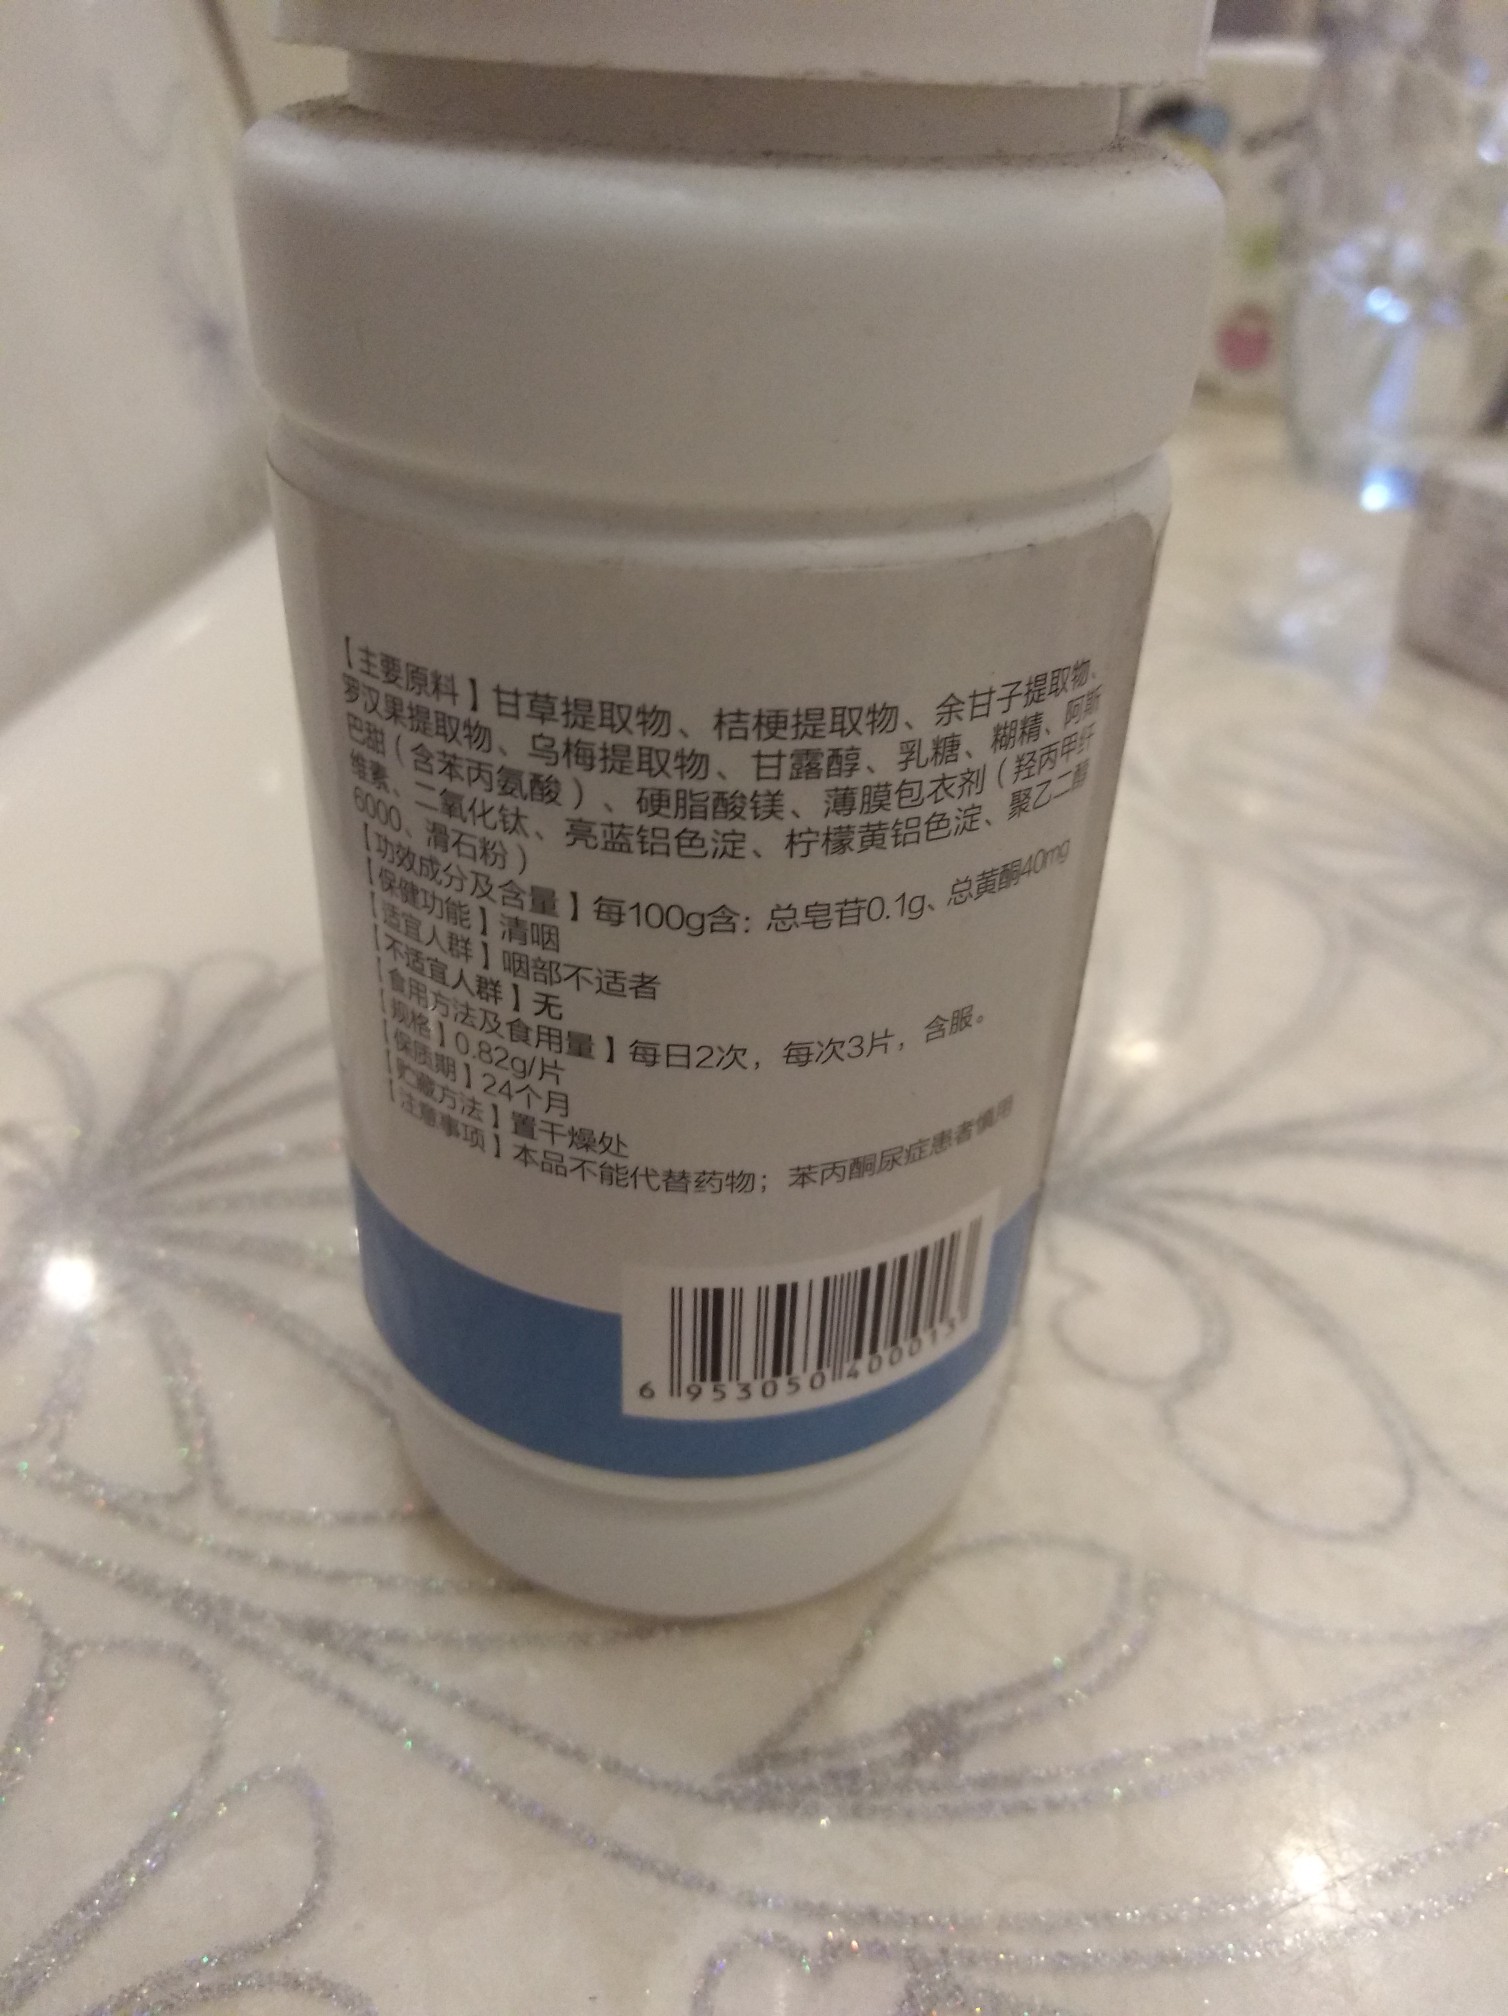 【主要原料】甘草提取物、桔梗提取物、余甘子提取物、
罗汉果提取物、乌梅提取物、甘露醇、乳糖、糊精、阿斯
巴甜（含苯丙氨酸）、硬脂酸镁、薄膜包衣剂（羟丙甲纤
维素、二氧化钛、亮蓝铝色淀、柠檬黄铝色淀、聚乙二醇
6000、滑石粉）
【功效成分及含量】每100g含：总皂苷0.1g、总黄酮40mg
【保健功能】清咽
【适宜人群】咽部不适者
【不适宜人群】无
【食用方法及食用量】每日2次，每次3片，含服。
【规格】0.82g/片
【保质期】24个月
【贮藏方法】置干燥处
【注意事项】本品不能代替药物；苯丙酮尿症患者慎用
6 953050 400013